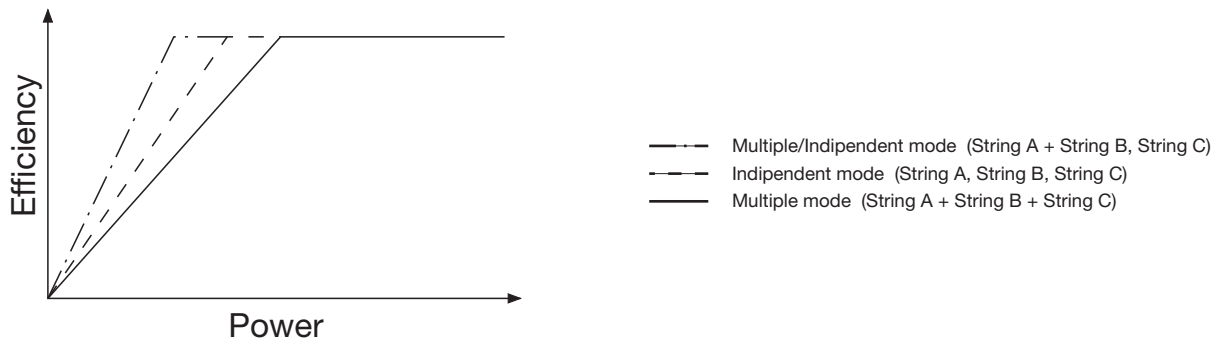 Efficiency
Power
Multiple/Indipendent mode (String A + String B, String C)
Indipendent mode (String A, String B, String C)
Multiple mode (String A + String B + String C)